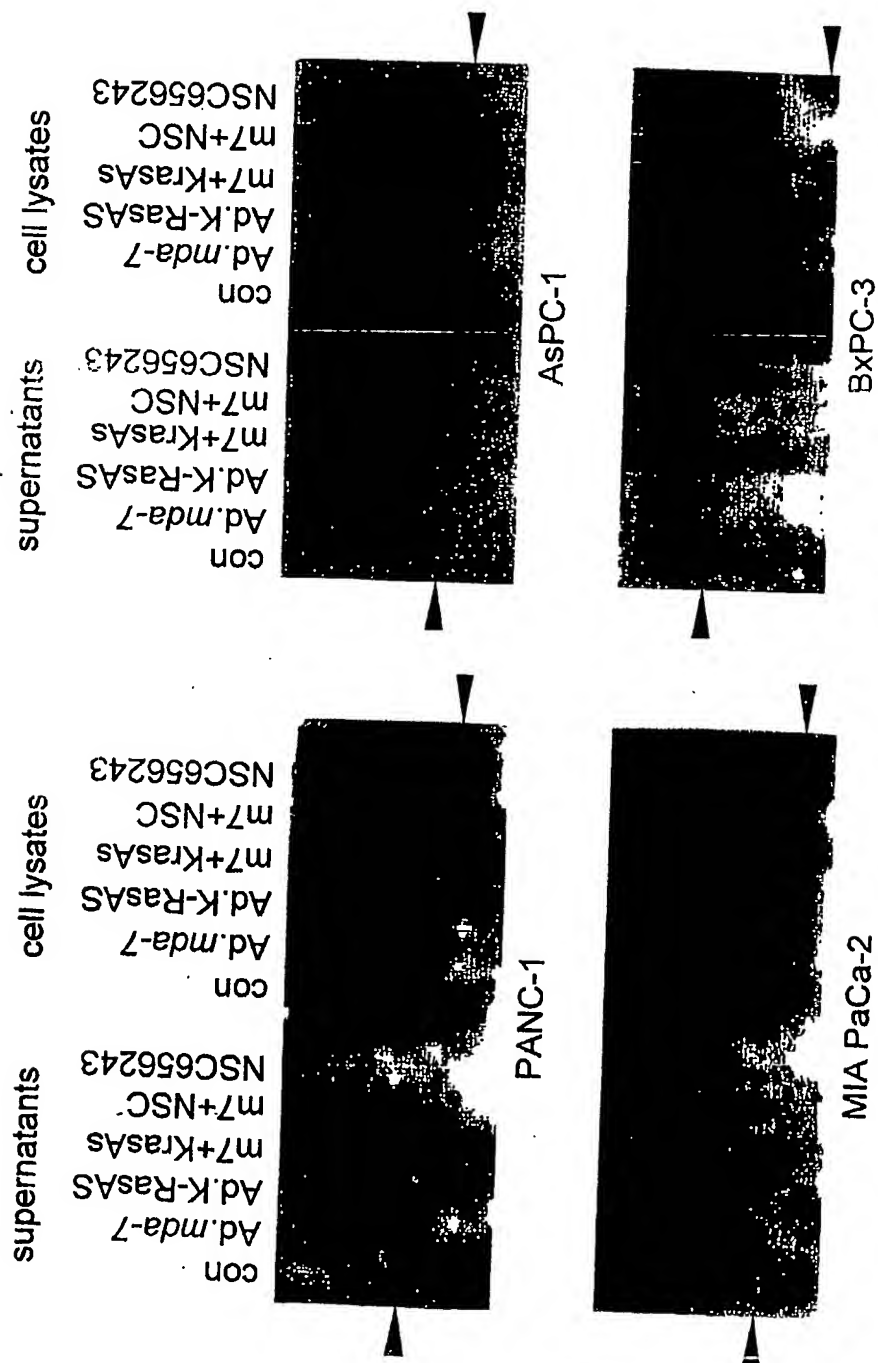 supernatants
cell lysates
supernatants
cell lysates
con
Ad.mda-7
Ad.K-RasAS
m7+KrasAs
m7+NSC
NSC656243
con
Ad.mda-7
Ad.K-RasAS
m7+KrasAs
m7+NSC
NSC656243
con
Ad.mda-7
Ad.K-RasAS
m7+KrasAs
m7+NSC
NSC656243
con
Ad.mda-7
Ad.K-RasAS
m7+KrasAs
m7+NSC
NSC656243
PANC-1
AsPC-1
MIA PaCa-2
BxPC-3